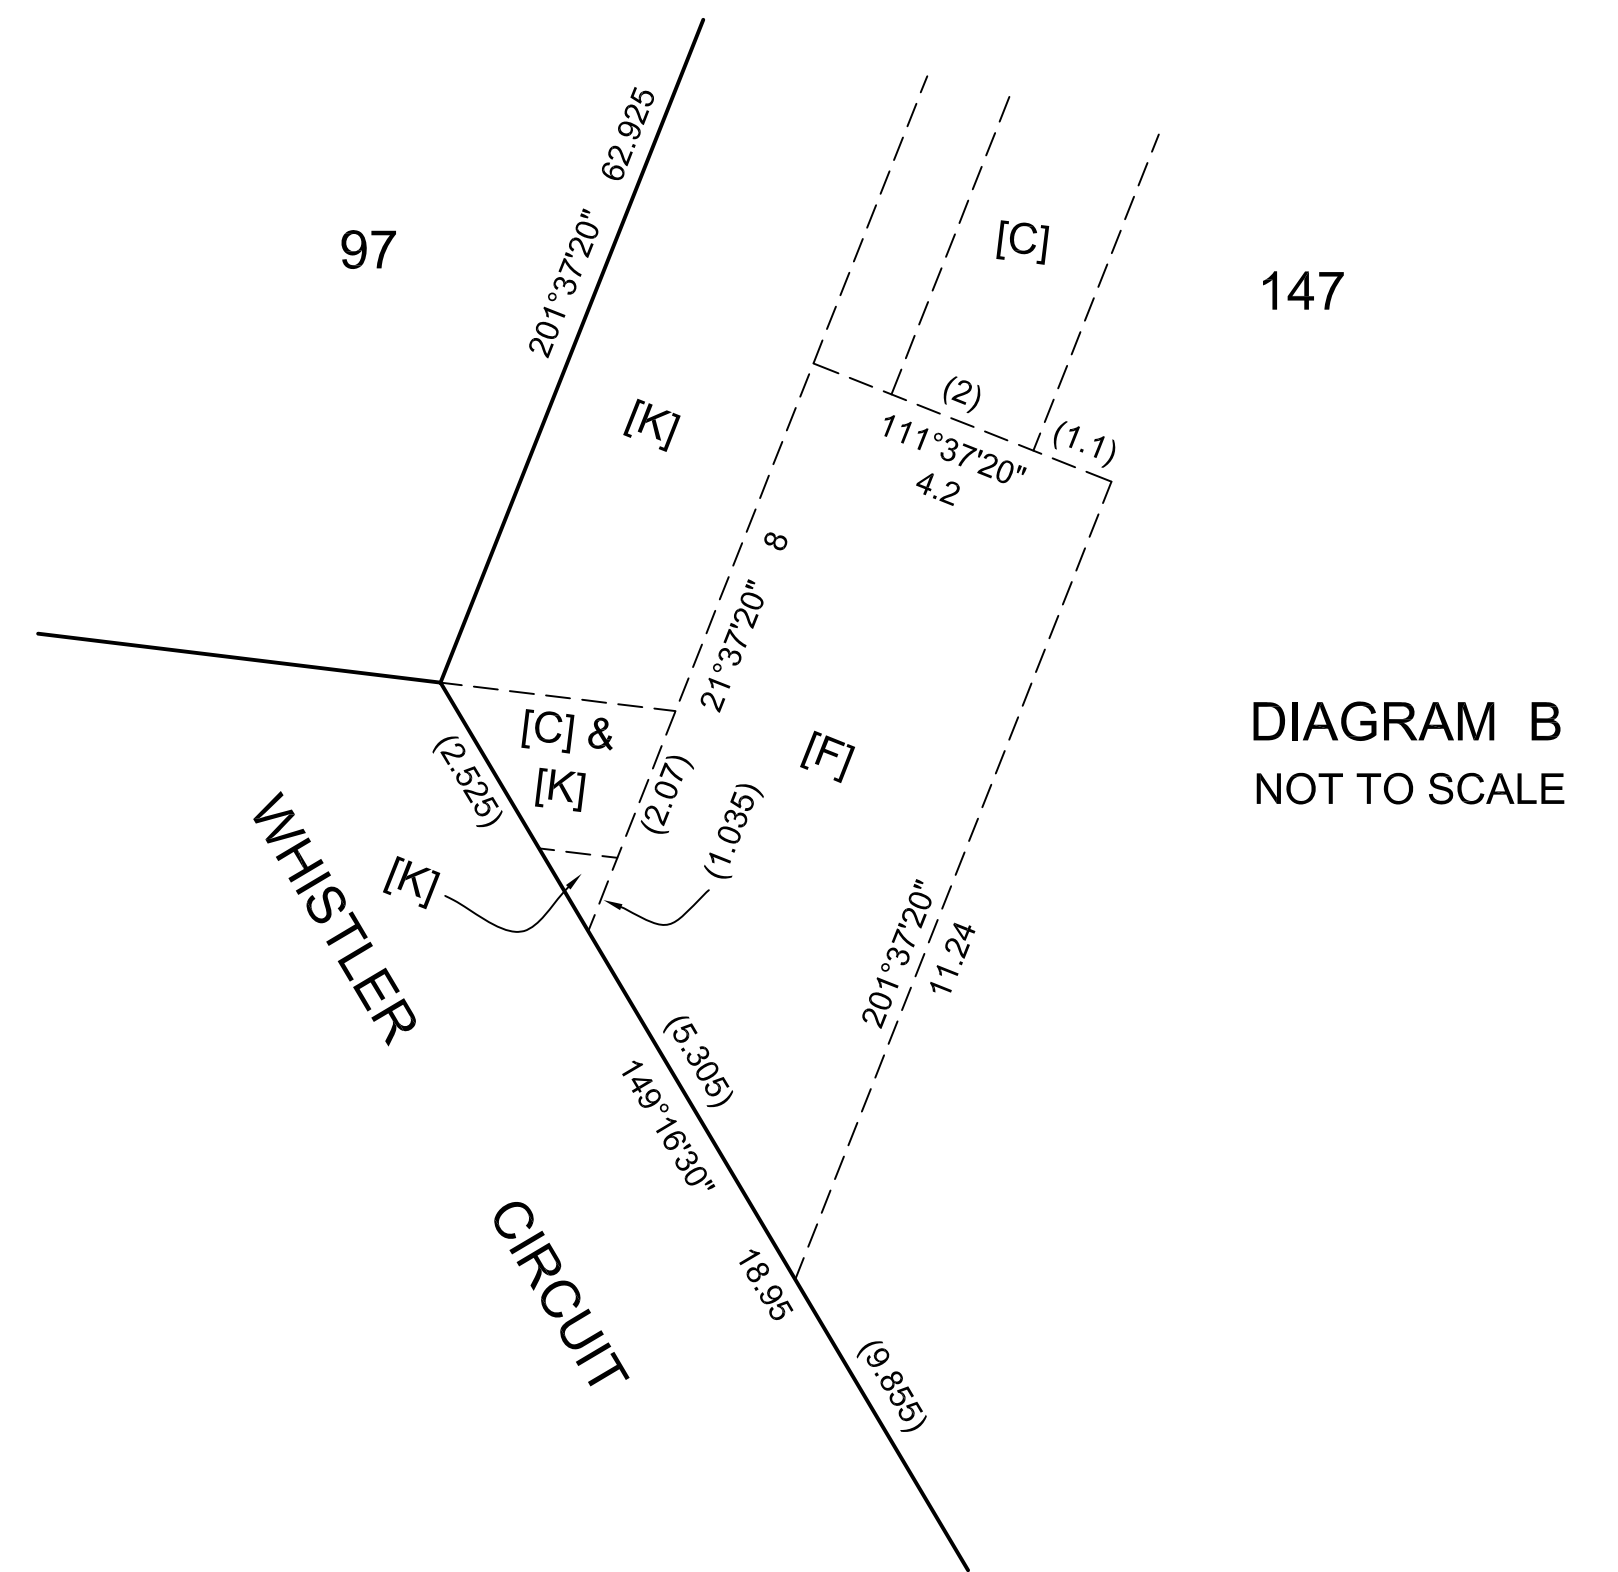 62.925
201°37'20"
97
[C]
147
(2)
(1.1)
111°37'20"
4.2
[K]
8
21°37'20"
[C] &
[K]
(2.525)
(2.07)
(1.035)
[F]
DIAGRAM B
NOT TO SCALE
WHISTLER
[K]
201°37'20"
11.24
(5.305)
149°16'30"
18.95
CIRCUIT
(9.855)